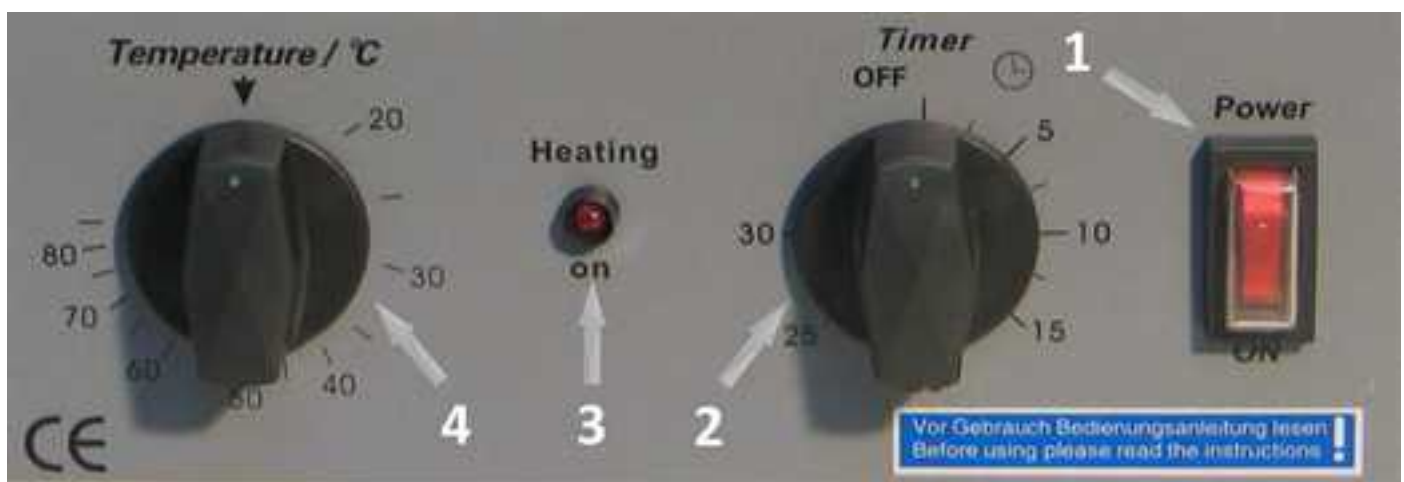 Temperature / °C
20
30
40
50
60
70
80
Heating
on
3
4
Timer
OFF
5
10
15
25
30
2
1
Power
ON
CE
Vor Gebrauch Bedienungsanleitung lesen
Before using please read the instructions
!